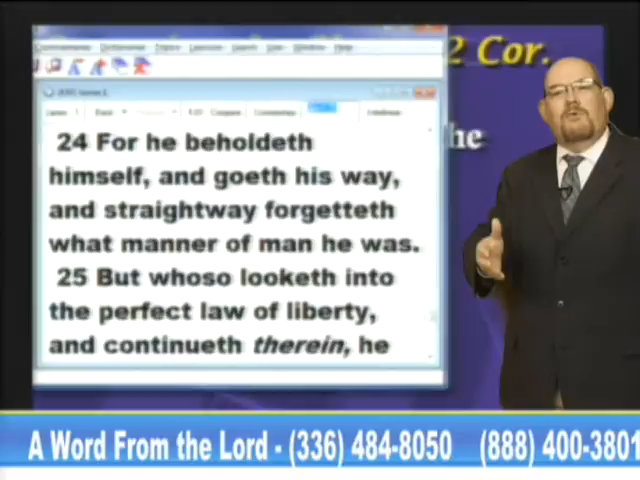 2 Cor.
he
24 For he beholdeth
himself, and goeth his way,
and straightway forgetteth
what manner of man he was.
25 But whoso looketh into
the perfect law of liberty,
and continueth therein, he
A Word From the Lord - (336) 484-8050 (888) 400-3801